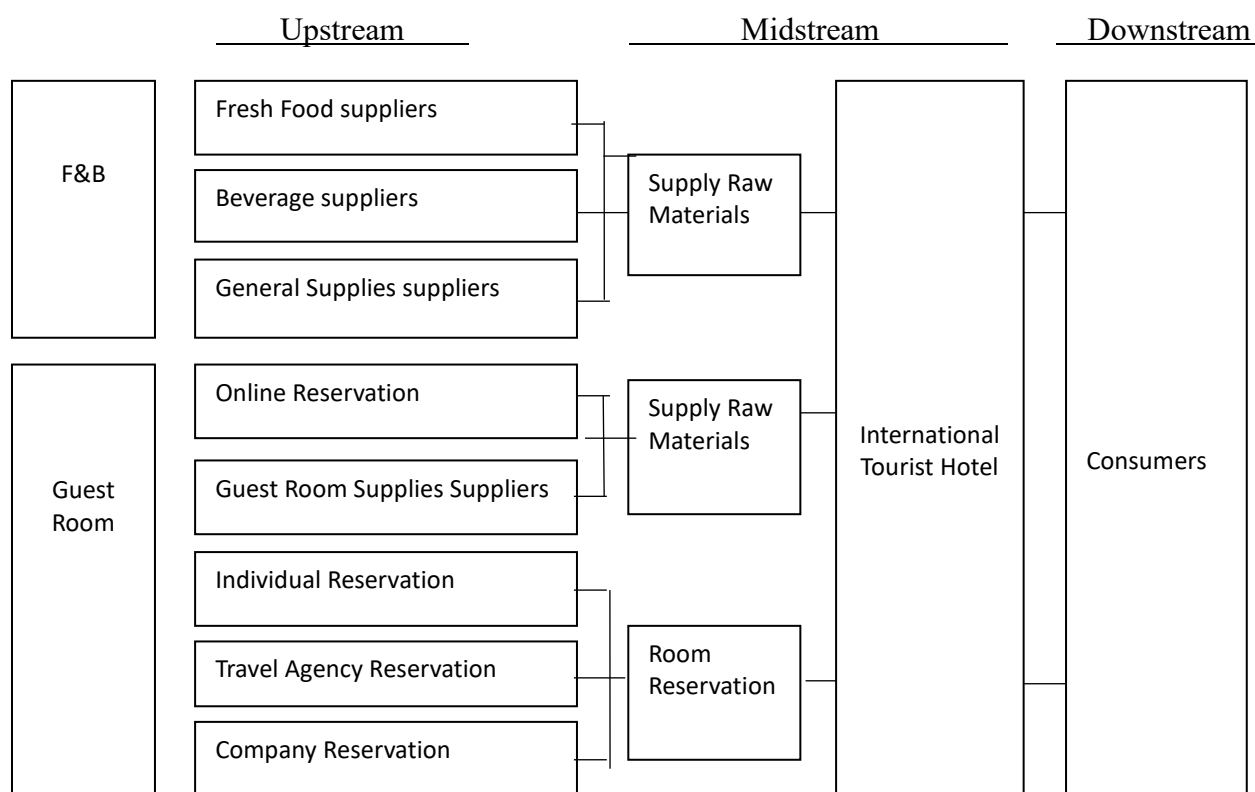 Upstream
Midstream
Downstream
F&B
Fresh Food suppliers
Beverage suppliers
General Supplies suppliers
Supply Raw
Materials
Guest
Room
Online Reservation
Guest Room Supplies Suppliers
Individual Reservation
Travel Agency Reservation
Company Reservation
Supply Raw
Materials
Room
Reservation
International
Tourist Hotel
Consumers